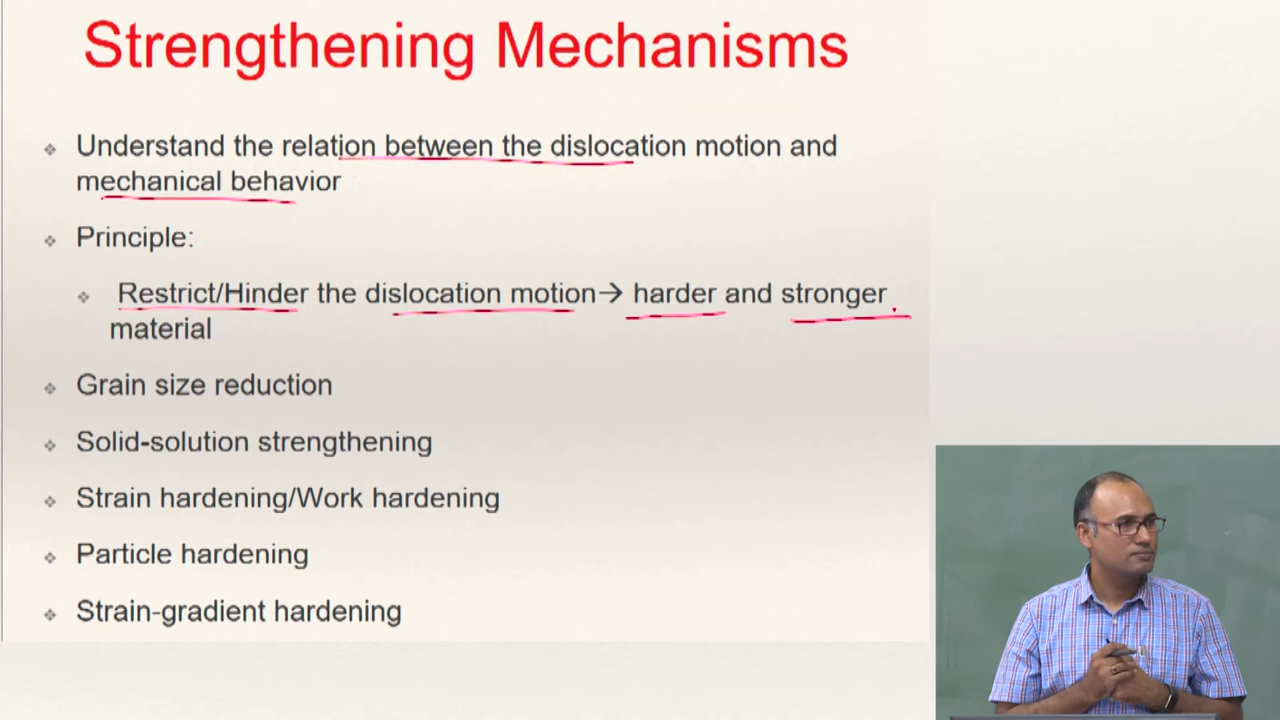 Strengthening Mechanisms
Understand the relation between the dislocation motion and
mechanical behavior
Principle:
Restrict/Hinder the dislocation motion→ harder and stronger
material
Grain size reduction
Solid-solution strengthening
Strain hardening/Work hardening
Particle hardening
Strain-gradient hardening